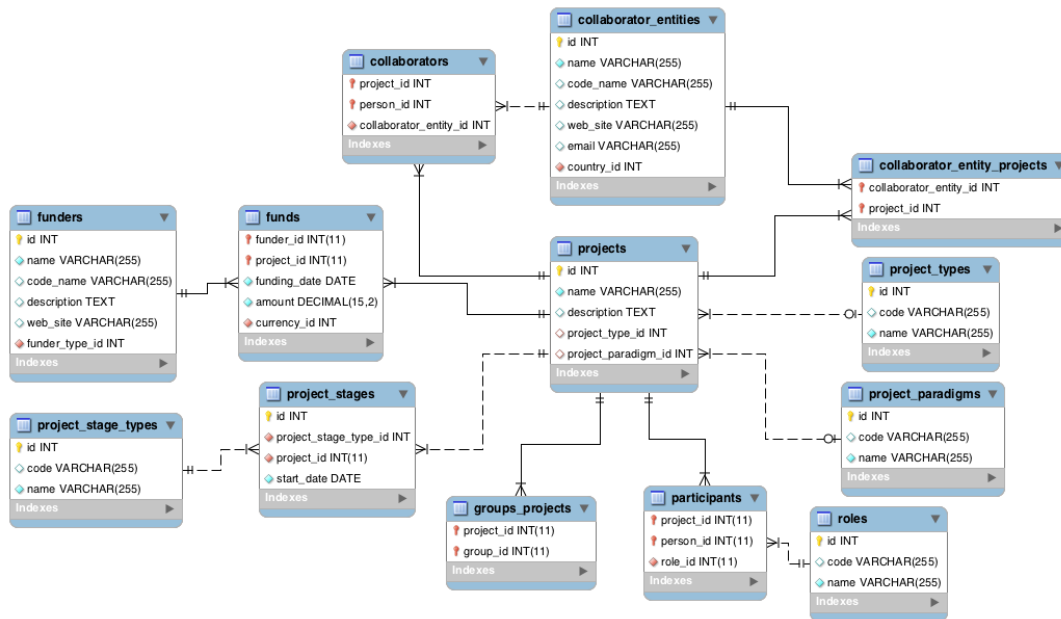 collaborator_entities
id INT
name VARCHAR(255)
code_name VARCHAR(255)
description TEXT
web_site VARCHAR(255)
email VARCHAR(255)
country_id INT
Indexes
collaborators
project_id INT
person_id INT
collaborator_entity_id INT
Indexes
collaborator_entity_projects
collaborator_entity_id INT
project_id INT
Indexes
funders
id INT
name VARCHAR(255)
code_name VARCHAR(255)
description TEXT
web_site VARCHAR(255)
funder_type_id INT
Indexes
funds
funder_id INT(11)
project_id INT(11)
funding_date DATE
amount DECIMAL(15,2)
currency_id INT
Indexes
projects
id INT
name VARCHAR(255)
description TEXT
project_type_id INT
project_paradigm_id INT
Indexes
project_types
id INT
code VARCHAR(255)
name VARCHAR(255)
Indexes
project_stage_types
id INT
code VARCHAR(255)
name VARCHAR(255)
Indexes
project_stages
id INT
project_stage_type_id INT
project_id INT(11)
start_date DATE
Indexes
project_paradigms
id INT
code VARCHAR(255)
name VARCHAR(255)
Indexes
groups_projects
project_id INT(11)
group_id INT(11)
Indexes
participants
project_id INT(11)
person_id INT(11)
role_id INT(11)
Indexes
roles
id INT
code VARCHAR(255)
name VARCHAR(255)
Indexes